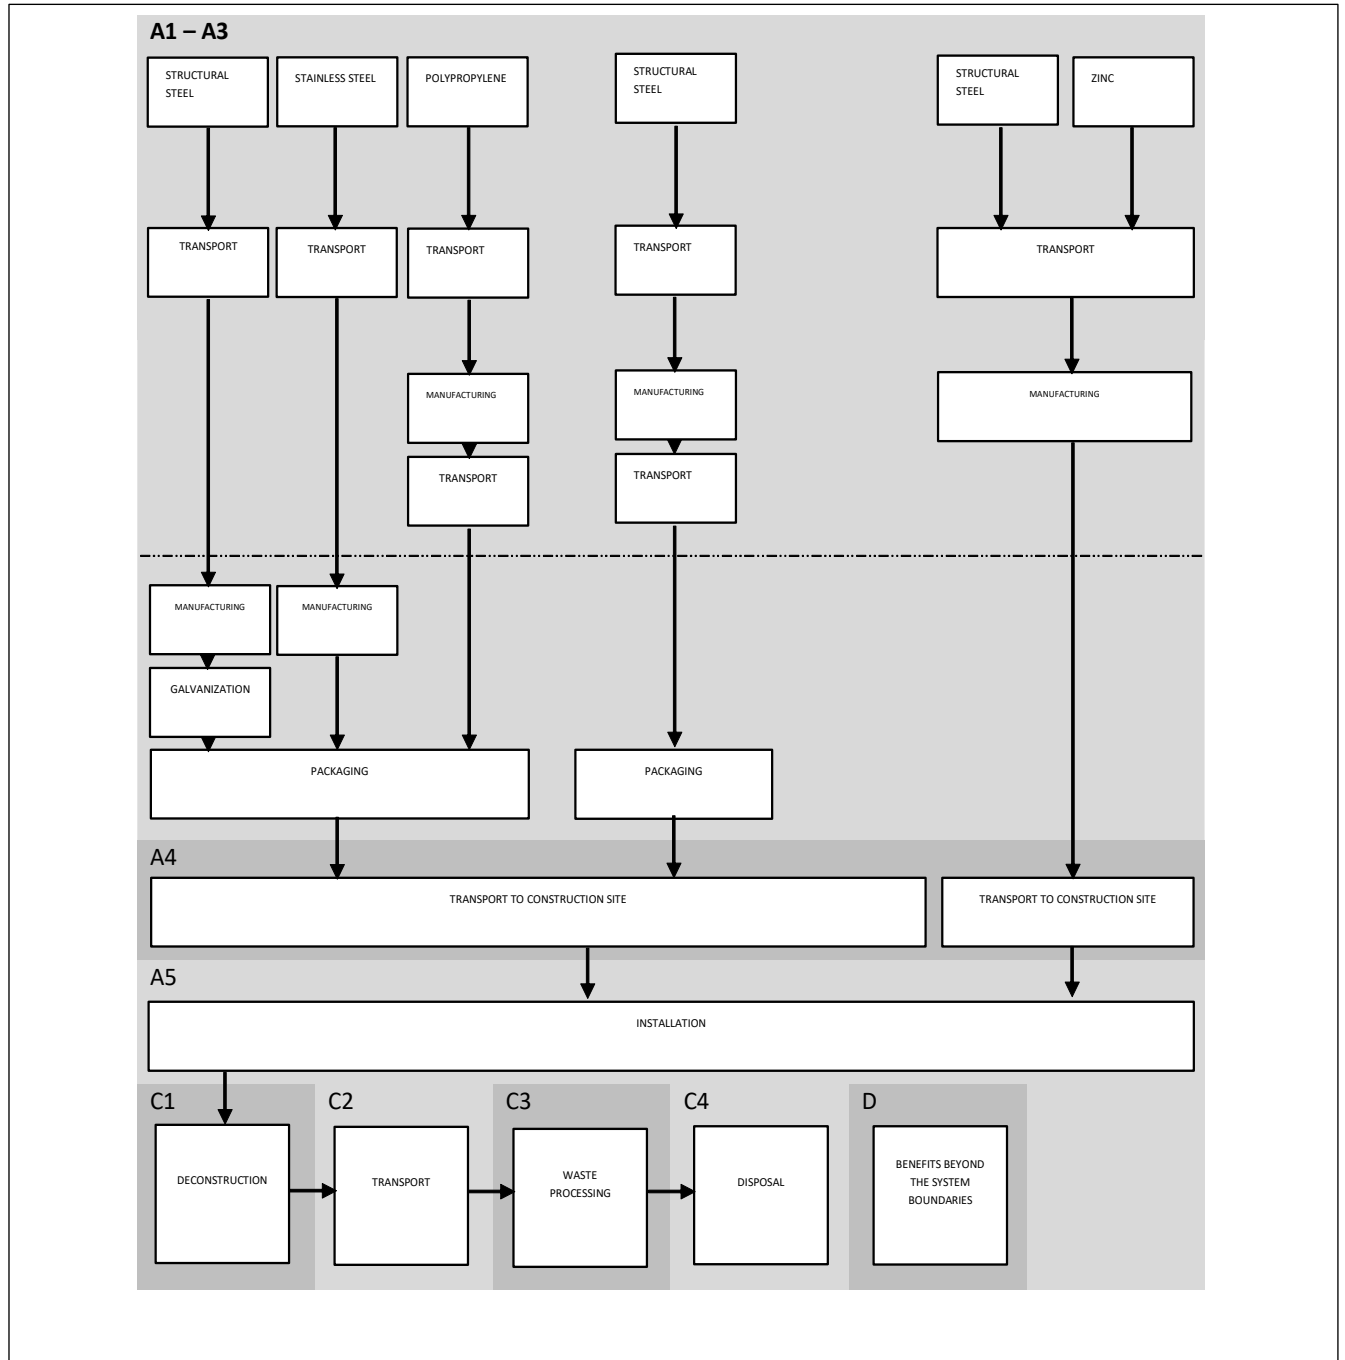 A1 – A3
STRUCTURAL
STEEL
STAINLESS STEEL
POLYPROPYLENE
STRUCTURAL
STEEL
STRUCTURAL
STEEL
ZINC
TRANSPORT
TRANSPORT
TRANSPORT
TRANSPORT
TRANSPORT
MANUFACTURING
MANUFACTURING
MANUFACTURING
TRANSPORT
TRANSPORT
MANUFACTURING
MANUFACTURING
GALVANIZATION
PACKAGING
PACKAGING
A4
TRANSPORT TO CONSTRUCTION SITE
TRANSPORT TO CONSTRUCTION SITE
A5
INSTALLATION
C1
C2
C3
C4
D
DECONSTRUCTION
TRANSPORT
WASTE
PROCESSING
DISPOSAL
BENEFITS BEYOND
THE SYSTEM
BOUNDARIES